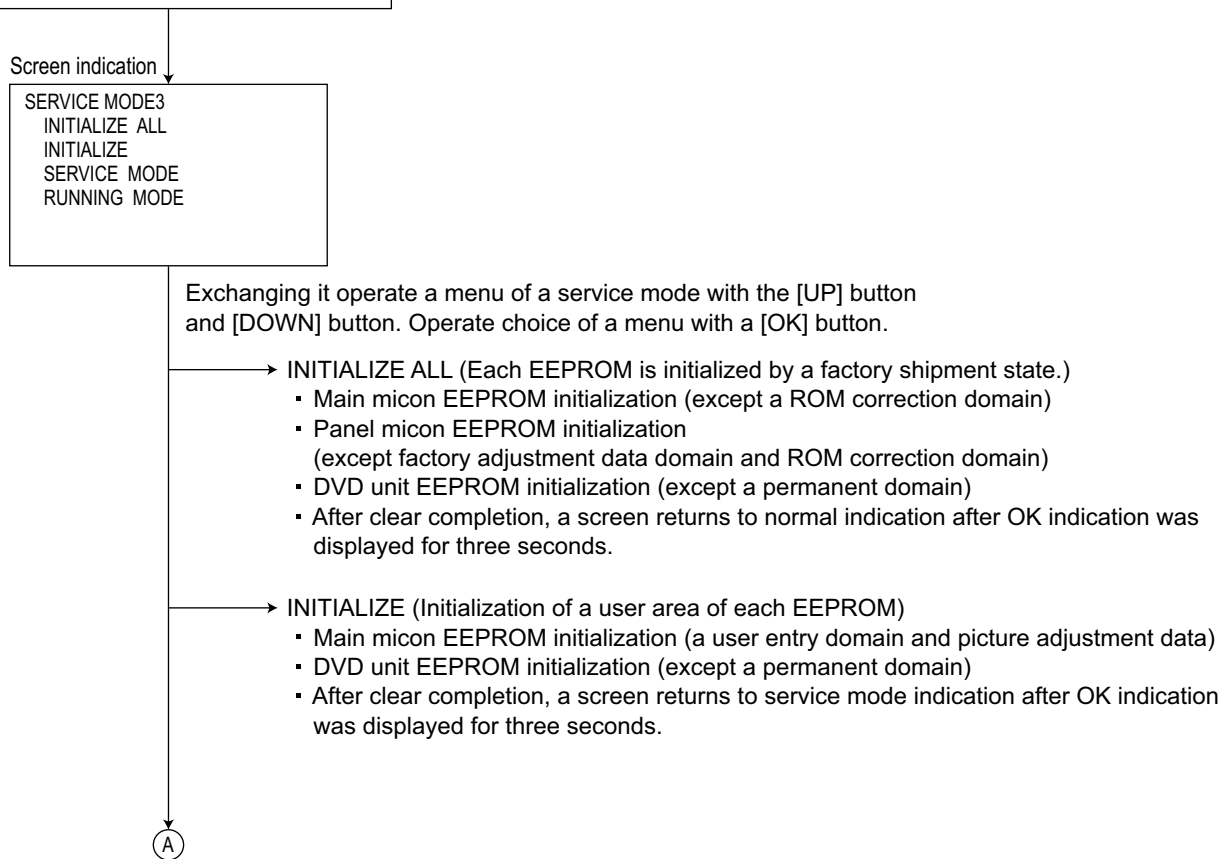 Screen indication
SERVICE MODE3
INITIALIZE ALL
INITIALIZE
SERVICE MODE
RUNNING MODE
Exchanging it operate a menu of a service mode with the [UP] button
and [DOWN] button. Operate choice of a menu with a [OK] button.
INITIALIZE ALL (Each EEPROM is initialized by a factory shipment state.)
▪ Main micon EEPROM initialization (except a ROM correction domain)
▪ Panel micon EEPROM initialization
(except factory adjustment data domain and ROM correction domain)
▪ DVD unit EEPROM initialization (except a permanent domain)
▪ After clear completion, a screen returns to normal indication after OK indication was
displayed for three seconds.
INITIALIZE (Initialization of a user area of each EEPROM)
▪ Main micon EEPROM initialization (a user entry domain and picture adjustment data)
▪ DVD unit EEPROM initialization (except a permanent domain)
▪ After clear completion, a screen returns to service mode indication after OK indication
was displayed for three seconds.
A